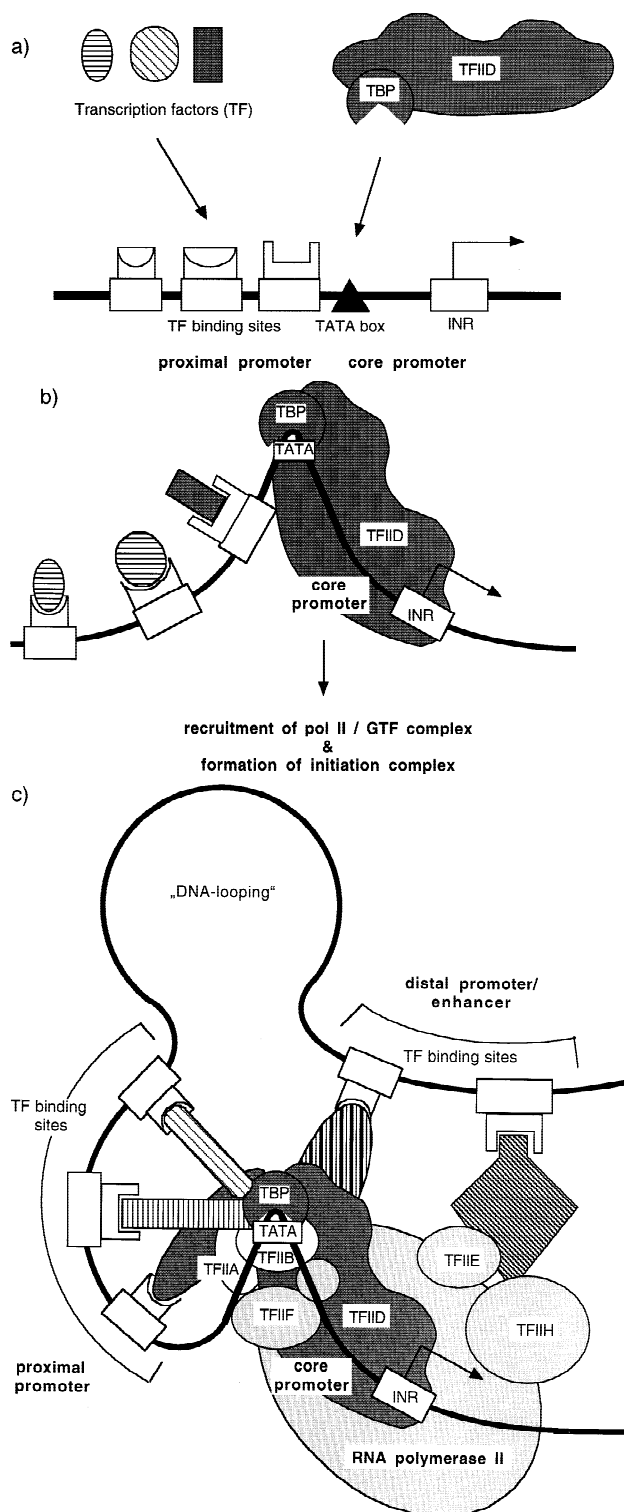 a)
TFIID
TBP
Transcription factors (TF)
TF binding sites
TATA box
INR
proximal promoter
core promoter
b)
TBP
TATA
TFIID
core
promoter
INR
recruitment of pol II / GTF complex
&
formation of initiation complex
c)
„DNA-looping“
distal promoter/
enhancer
TF binding sites
TF binding
sites
TBP
TATA
TFIIA
TFIIB
TFIIE
TFIIF
TFIID
TFIIH
proximal
promoter
core
promoter
INR
RNA polymerase II